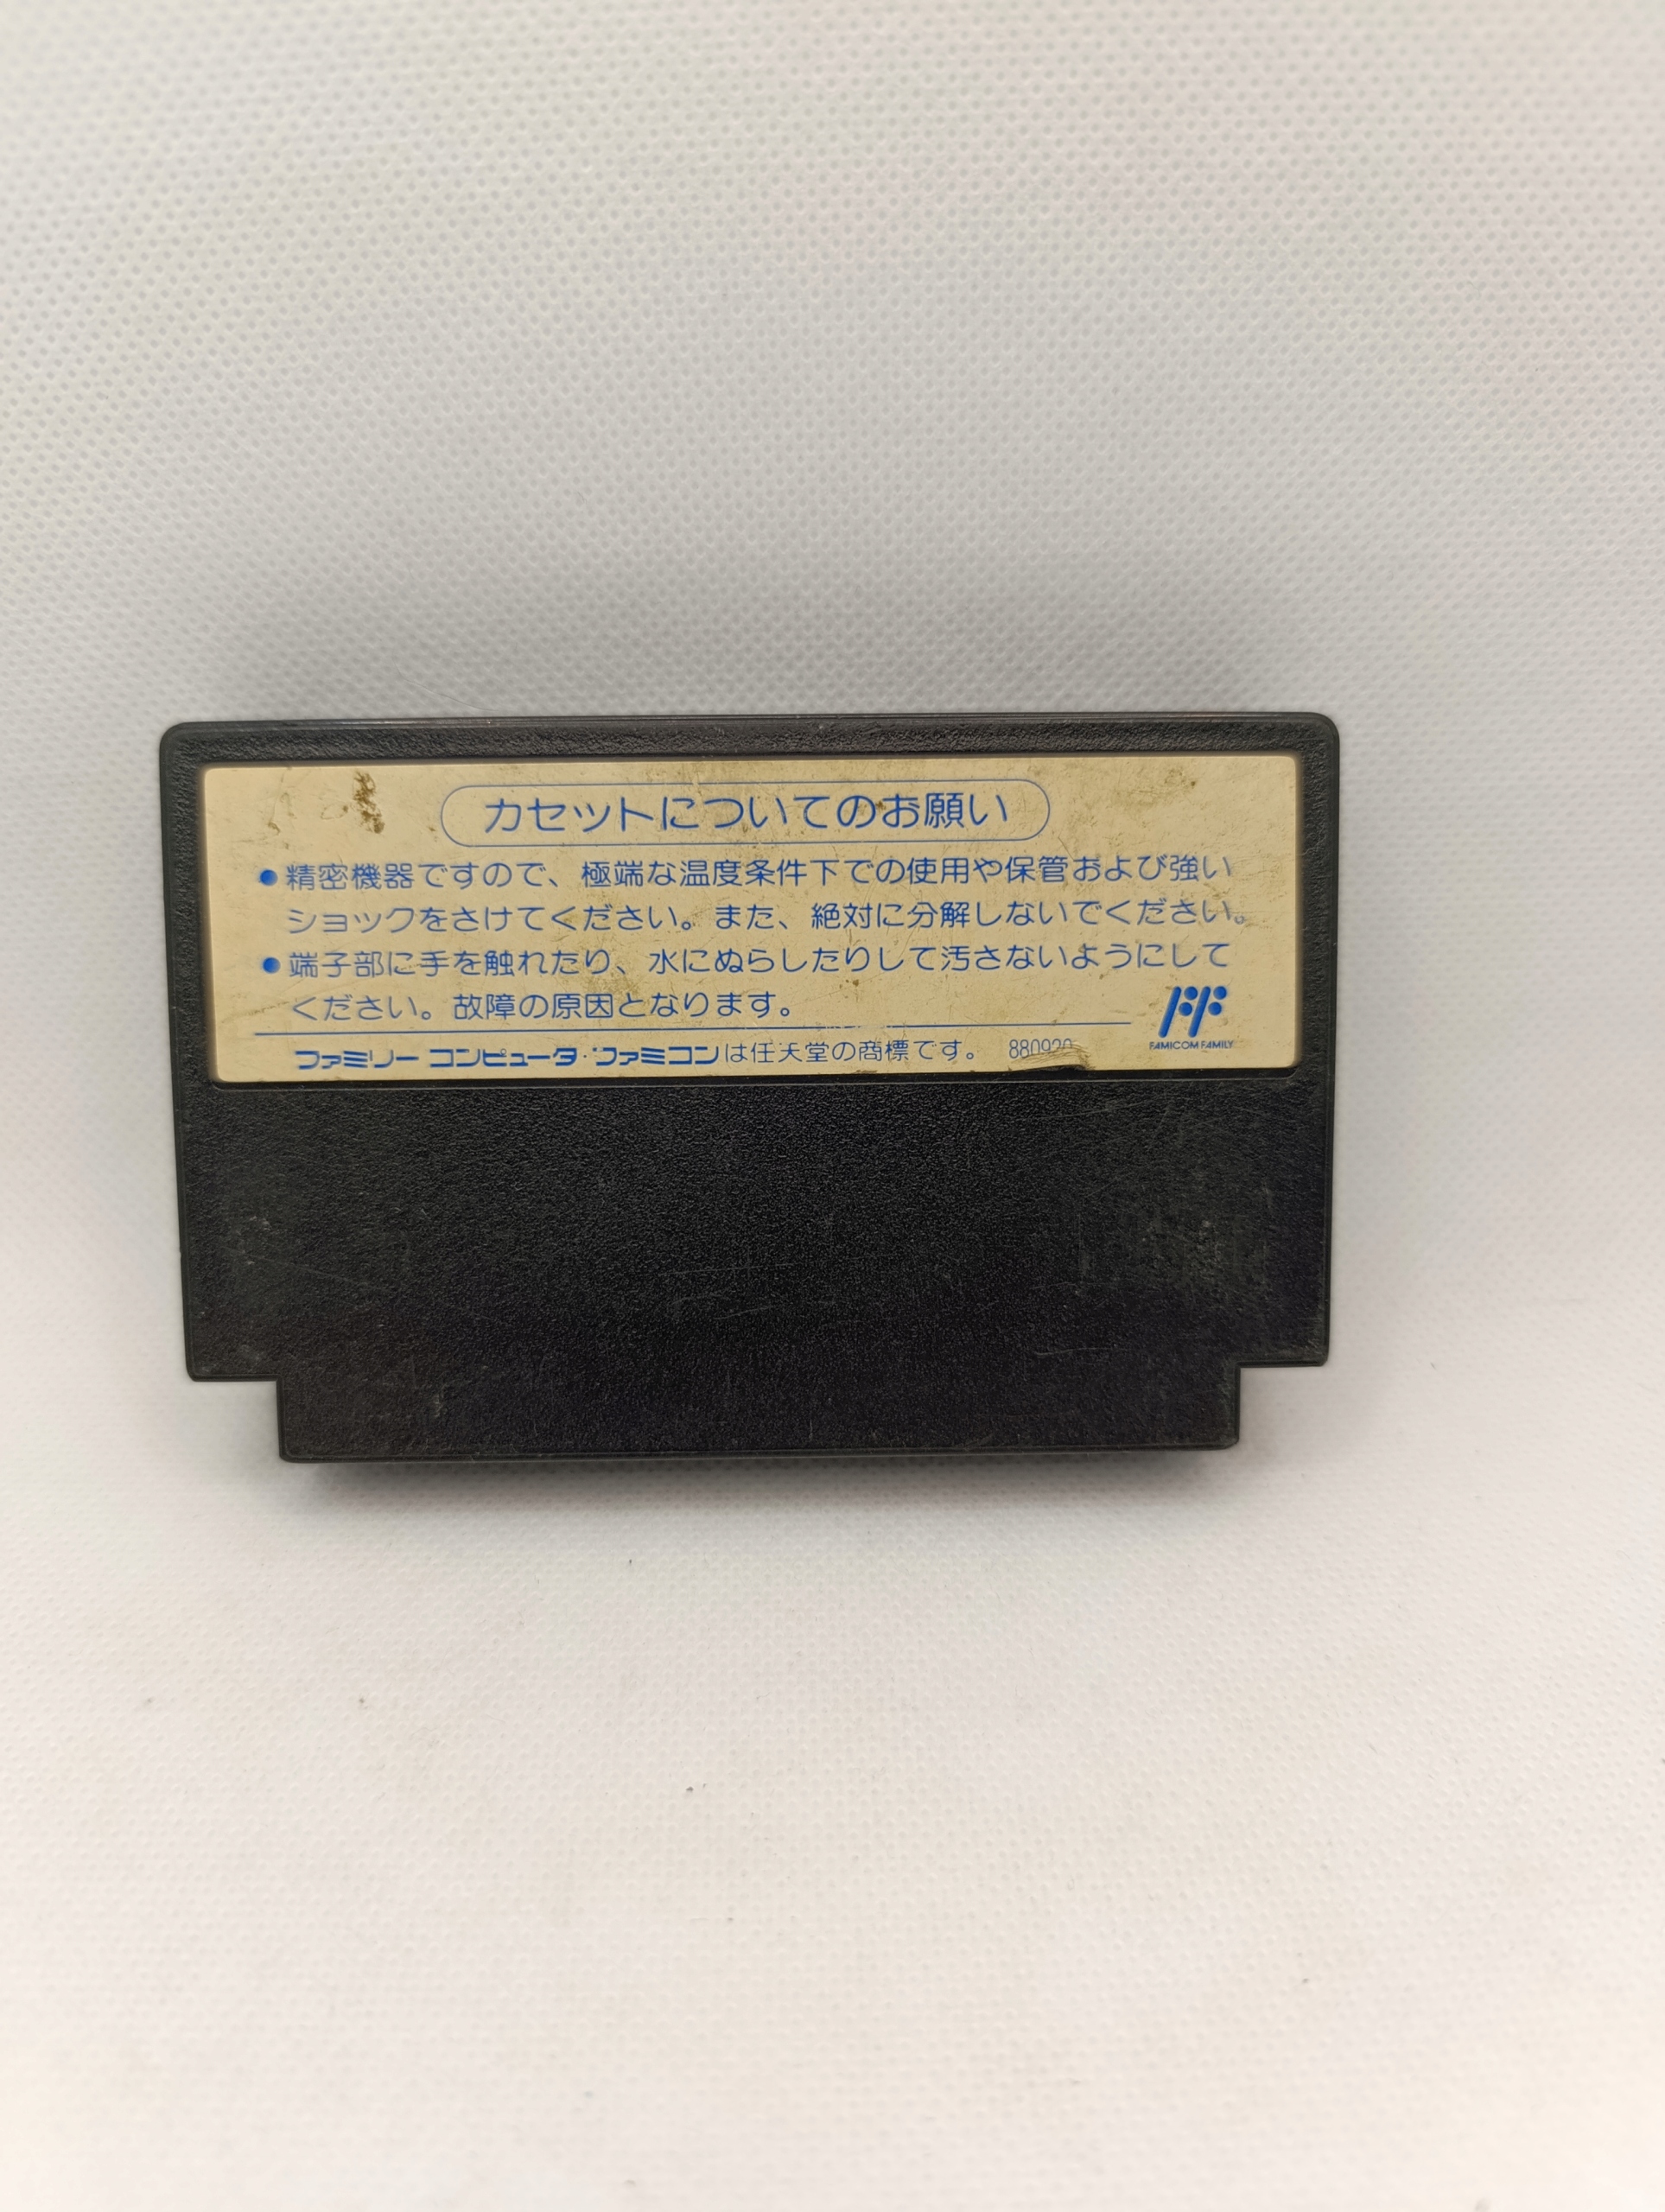 カセットについてのお願い
●精密機器ですので、極端な温度条件下での使用や保管および強い
ショックをさけてください。また、絶対に分解しないでください。
●端子部に手を触れたり、水にぬらしたりして汚さないようにして
ください。故障の原因となります。
ファミリー コンピュータ・ファミコンは任天堂の商標です。 880920
FF
FAMICOM FAMILY